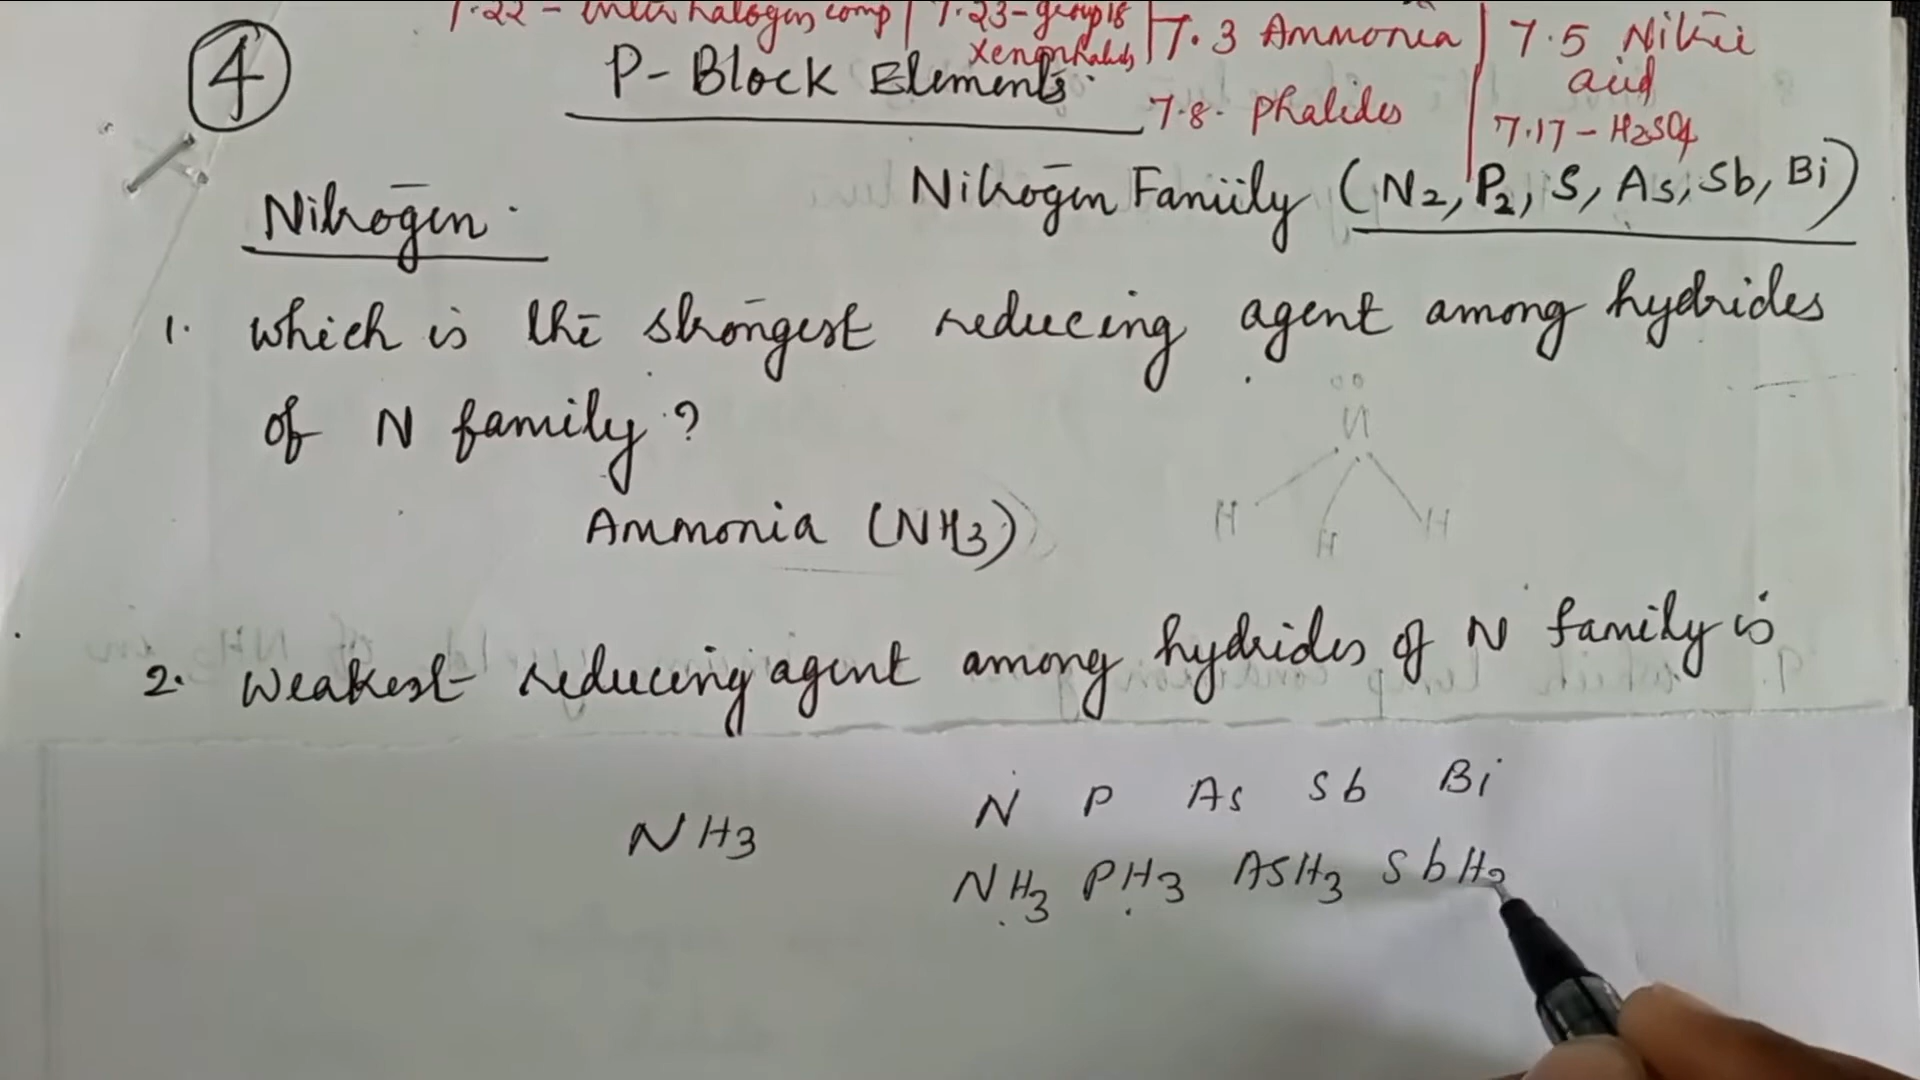 7.22 - Inter halogen comp | 7.23 - group 18 xenon halides | 7.3 Ammonia | 7.5 Nitric acid
④
P-Block Elements
7.8. Phalides
7.17 - H2SO4
Nitrogen
Nitrogen Family (N2, P2, S, As, Sb, Bi)
1. Which is the strongest reducing agent among hydrides
of N family?
Ammonia (NH3)
2. Weakest reducing agent among hydrides of N family is
N P As Sb Bi
NH3
NH3 PH3 AsH3 SbH3